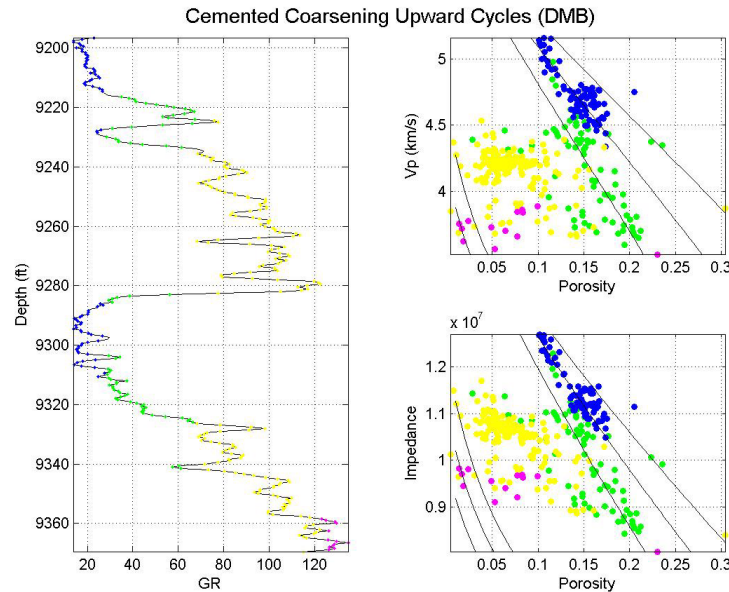 Cemented Coarsening Upward Cycles (DMB)
9200
9220
9240
9260
9280
9300
9320
9340
9360
Depth (ft)
20 40 60 80 100 120
GR
5
4.5
4
Vp (km/s)
0.05 0.1 0.15 0.2 0.25 0.3
Porosity
x 10^7
1.2
1.1
1
0.9
Impedance
0.05 0.1 0.15 0.2 0.25 0.3
Porosity